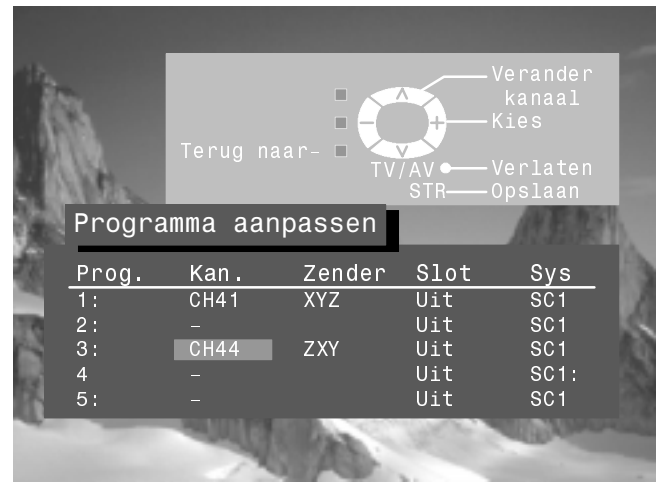 Verander
kanaal
Kies
Terug naar-
TV/AV Verlaten
STR Opslaan
Programma aanpassen
Prog. Kan. Zender Slot Sys
1: CH41 XYZ Uit SC1
2: – Uit SC1
3: CH44 ZXY Uit SC1
4 – Uit SC1:
5: – Uit SC1